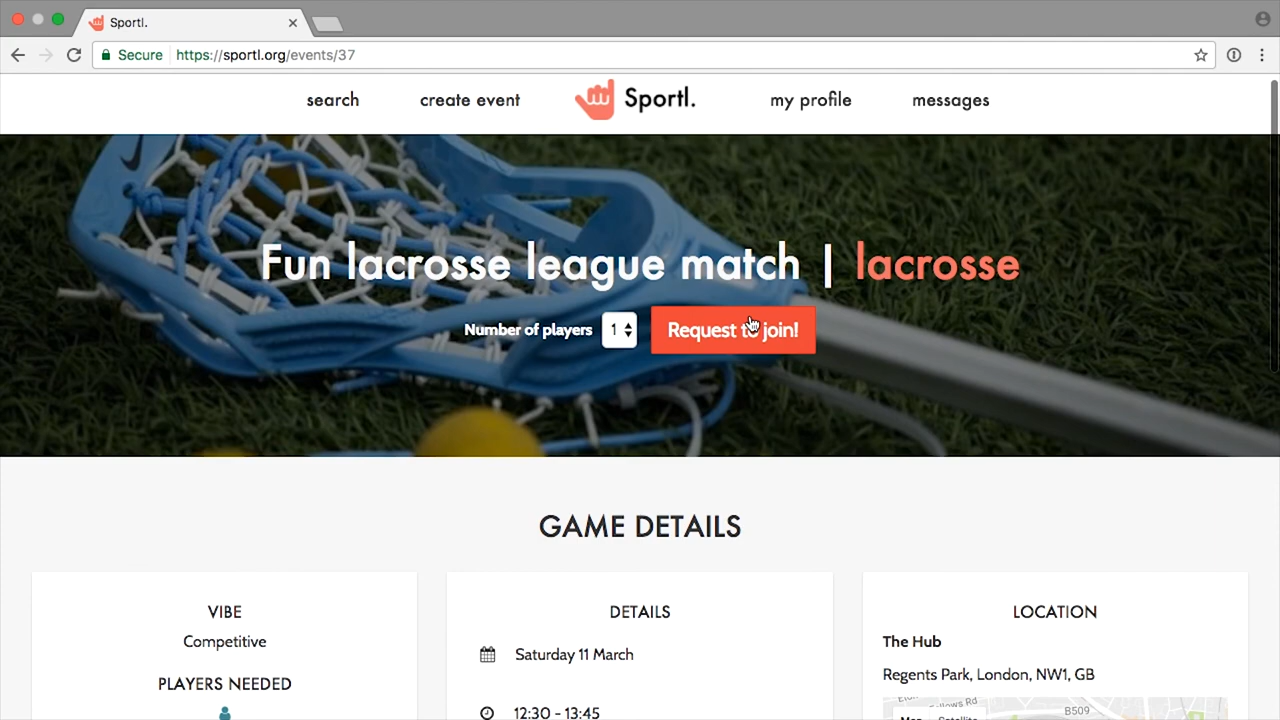 Sportl.
Secure https://sportl.org/events/37
search create event Sportl. my profile messages
Fun lacrosse league match | lacrosse
Number of players 1 Request to join!
GAME DETAILS
VIBE
Competitive
PLAYERS NEEDED
DETAILS
Saturday 11 March
12:30 - 13:45
LOCATION
The Hub
Regents Park, London, NW1, GB
B509
Map Satellite